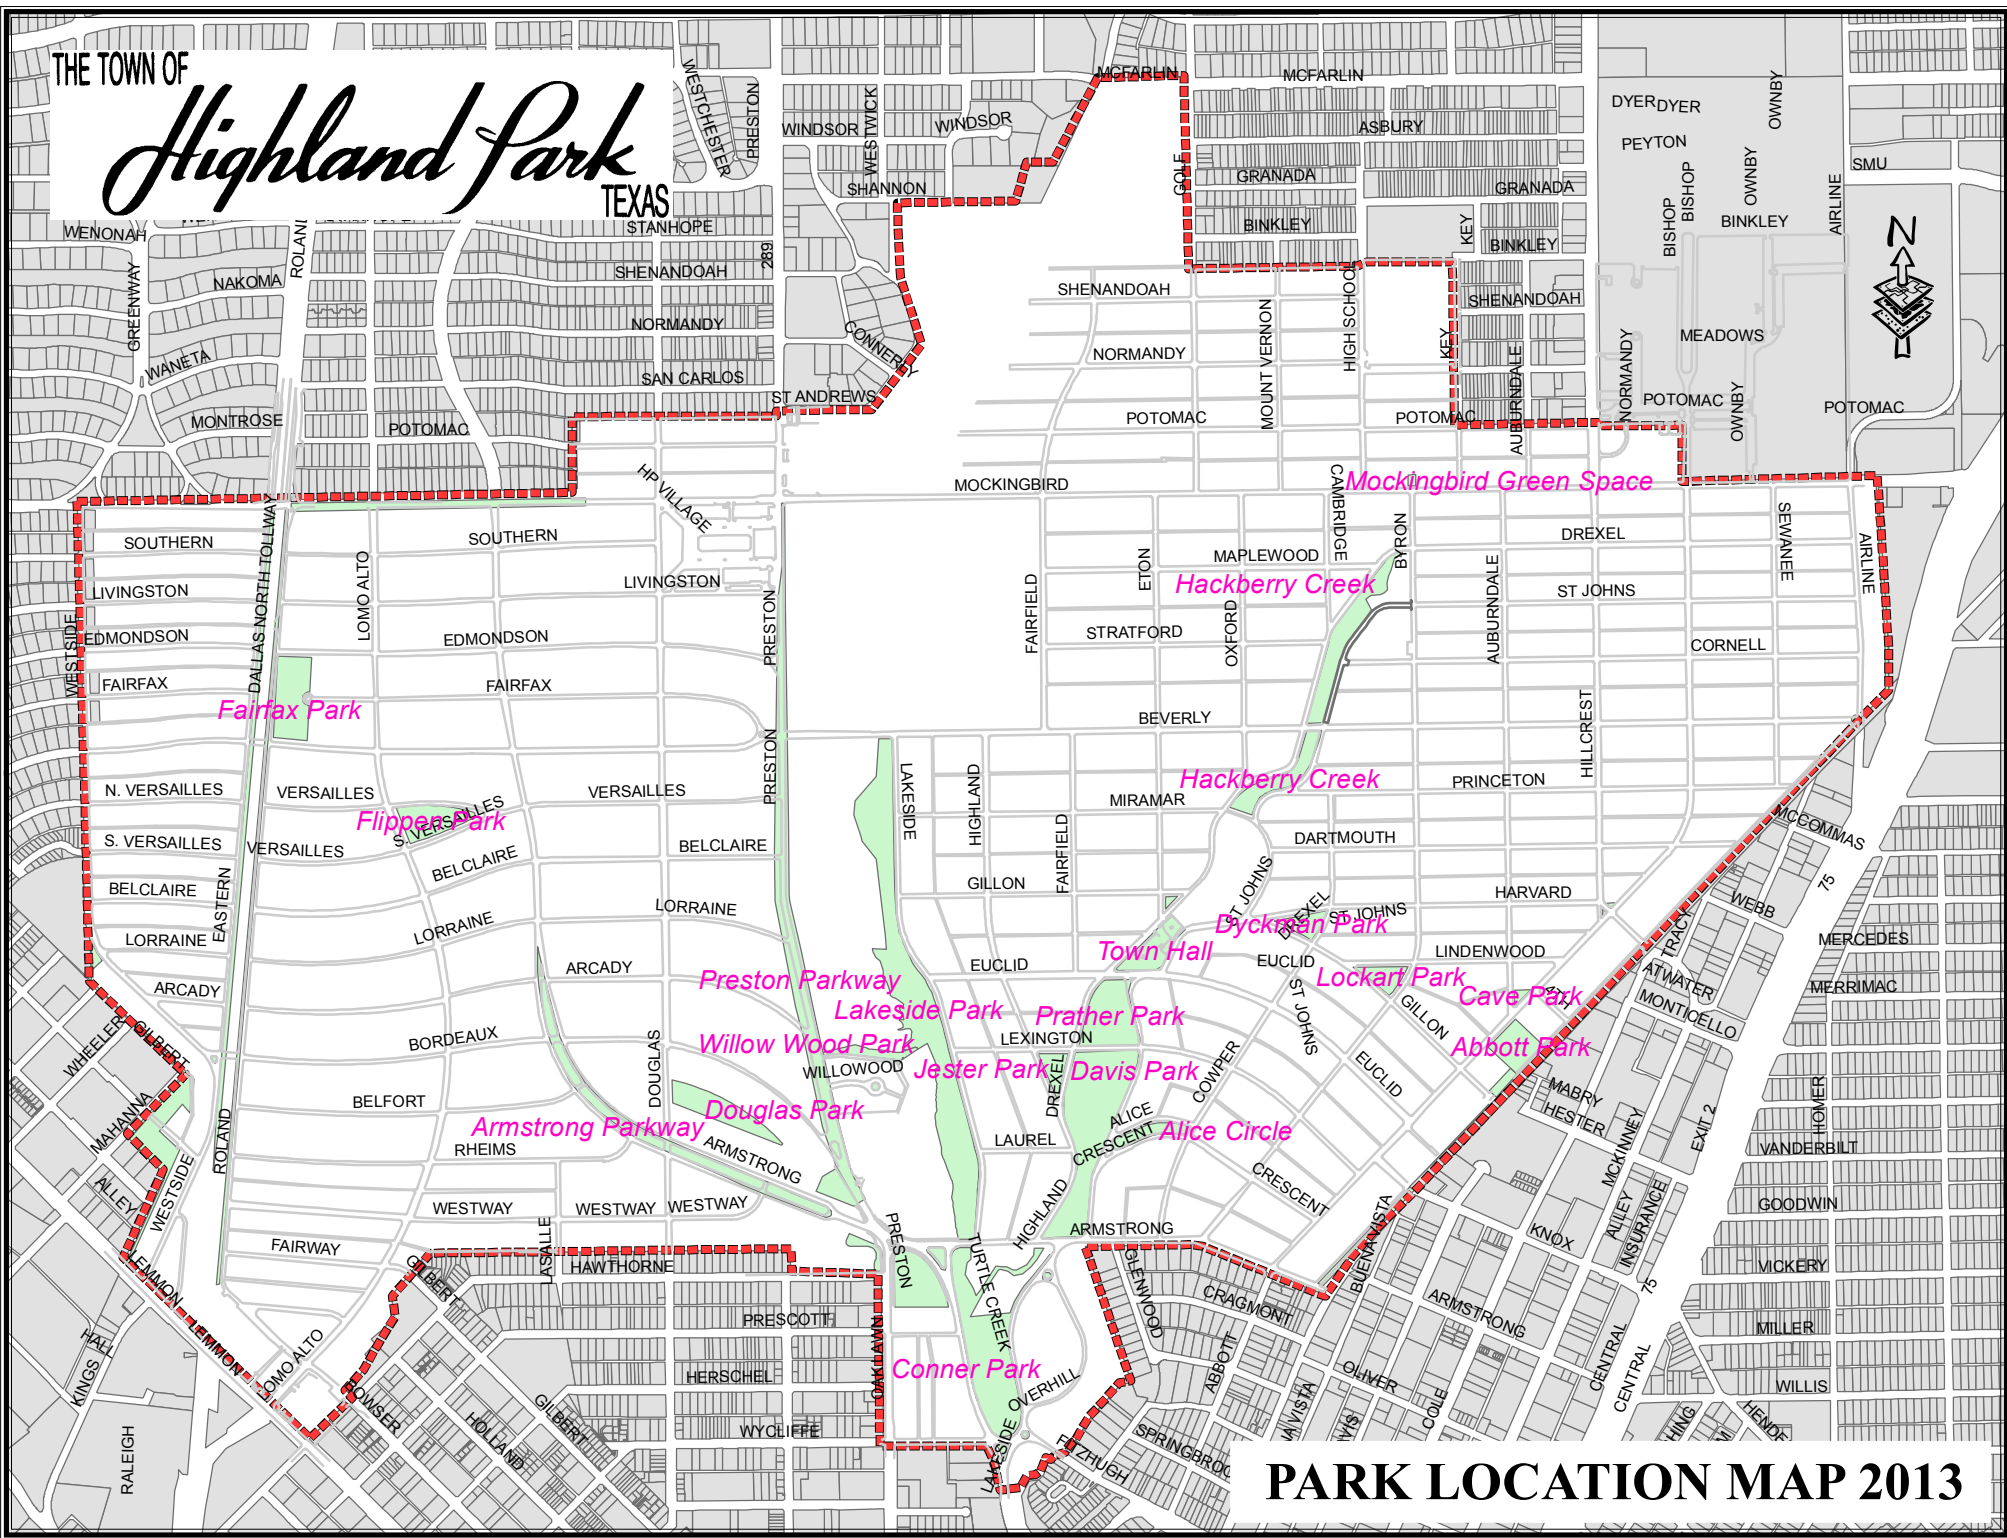 THE TOWN OF
Highland Park
TEXAS
WESTCHESTER
PRESTON
WINDSOR
WESTWICK
WINDSOR
SHANNON
MCFARLIN
MCFARLIN
GOLF
ASBURY
GRANADA
GRANADA
BINKLEY
KEY
BINKLEY
DYER
DYER
PEYTON
OWNBY
OWNBY
BISHOP
BISHOP
BINKLEY
AIRLINE
SMU
N
WENONAH
GREENWAY
NAKOMA
ROLAND
WANETA
MONTROSE
POTOMAC
STANHOPE
289
SHENANDOAH
NORMANDY
SAN CARLOS
ST ANDREWS
CONNERLY
SHENANDOAH
NORMANDY
MOUNT VERNON
HIGH SCHOOL
KEY
SHENANDOAH
AUBURNDALE
NORMANDY
MEADOWS
POTOMAC
OWNBY
POTOMAC
POTOMAC
POTOMAC
HP VILLAGE
MOCKINGBIRD
CAMBRIDGE
Mockingbird Green Space
SOUTHERN
SOUTHERN
DALLAS NORTH TOLLWAY
LOMO ALTO
LIVINGSTON
LIVINGSTON
WESTSIDE
EDMONDSON
EDMONDSON
PRESTON
FAIRFIELD
ETON
MAPLEWOOD
BYRON
DREXEL
SEWANEE
AIRLINE
Hackberry Creek
STRATFORD
OXFORD
AUBURNDALE
ST JOHNS
CORNELL
FAIRFAX
FAIRFAX
Fairfax Park
PRESTON
BEVERLY
HILLCREST
N. VERSAILLES
VERSAILLES
VERSAILLES
Flippen Park
S. VERSAILLES
S. VERSAILLES
VERSAILLES
LAKESIDE
HIGHLAND
MIRAMAR
Hackberry Creek
PRINCETON
BELCLAIRE
BELCLAIRE
BELCLAIRE
FAIRFIELD
DARTMOUTH
MCCOMMAS
75
GILLON
ST JOHNS
HARVARD
WEBB
EASTERN
LORRAINE
LORRAINE
LORRAINE
DREXEL
ST JOHNS
Dyckman Park
TRACY
MERCEDES
Town Hall
LINDENWOOD
ATWATER
ARCADY
ARCADY
Preston Parkway
EUCLID
EUCLID
Lockart Park
4TH
Cave Park
MERRIMAC
MONTICELLO
Lakeside Park
Prather Park
ST JOHNS
GILLON
WHEELER
GILBERT
BORDEAUX
DOUGLAS
Willow Wood Park
LEXINGTON
Abbott Park
WILLOWOOD
Jester Park
DREXEL
Davis Park
COWPER
EUCLID
MABRY
HESTER
HOMER
MAHANNA
ROLAND
BELFORT
Douglas Park
Armstrong Parkway
ALICE
CRESCENT
Alice Circle
MCKINNEY
EXIT 2
VANDERBILT
RHEIMS
ARMSTRONG
LAUREL
CRESCENT
ALLEY
WESTSIDE
WESTWAY
WESTWAY
WESTWAY
HIGHLAND
ARMSTRONG
BUENA VISTA
KNOX
ALLEY
INSURANCE
GOODWIN
FAIRWAY
LASALLE
HAWTHORNE
PRESTON
TURTLE CREEK
GLENWOOD
CRAGMONT
75
VICKERY
LEMMON
GILBERT
PRESCOTT
ARMSTRONG
CENTRAL
MILLER
HALL
KINGS
LEMMON
LOMO ALTO
HERSCHEL
OAK LAWN
Conner Park
OVERHILL
ABBOTT
OLIVER
CENTRAL
WILLIS
BOWSER
HOLLAND
GILBERT
WYCLIFFE
LAKESIDE
FITZHUGH
COLE
RALEIGH
PARK LOCATION MAP 2013